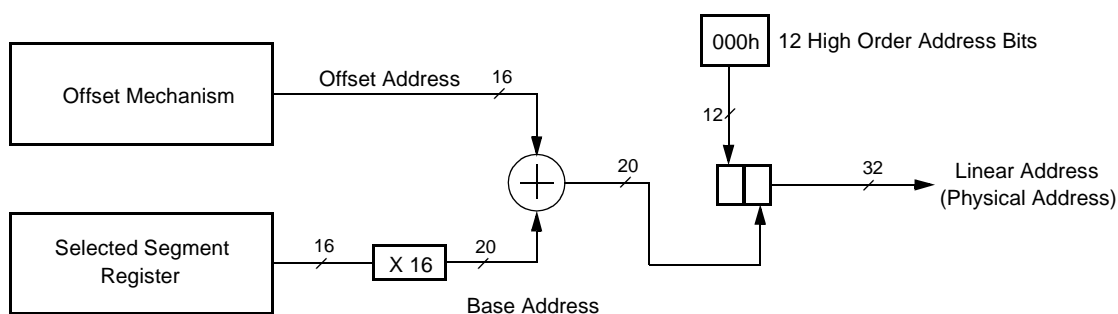 000h
12 High Order Address Bits
Offset Mechanism
Offset Address
16
12
20
32
Linear Address
(Physical Address)
Selected Segment
Register
16
X 16
20
Base Address